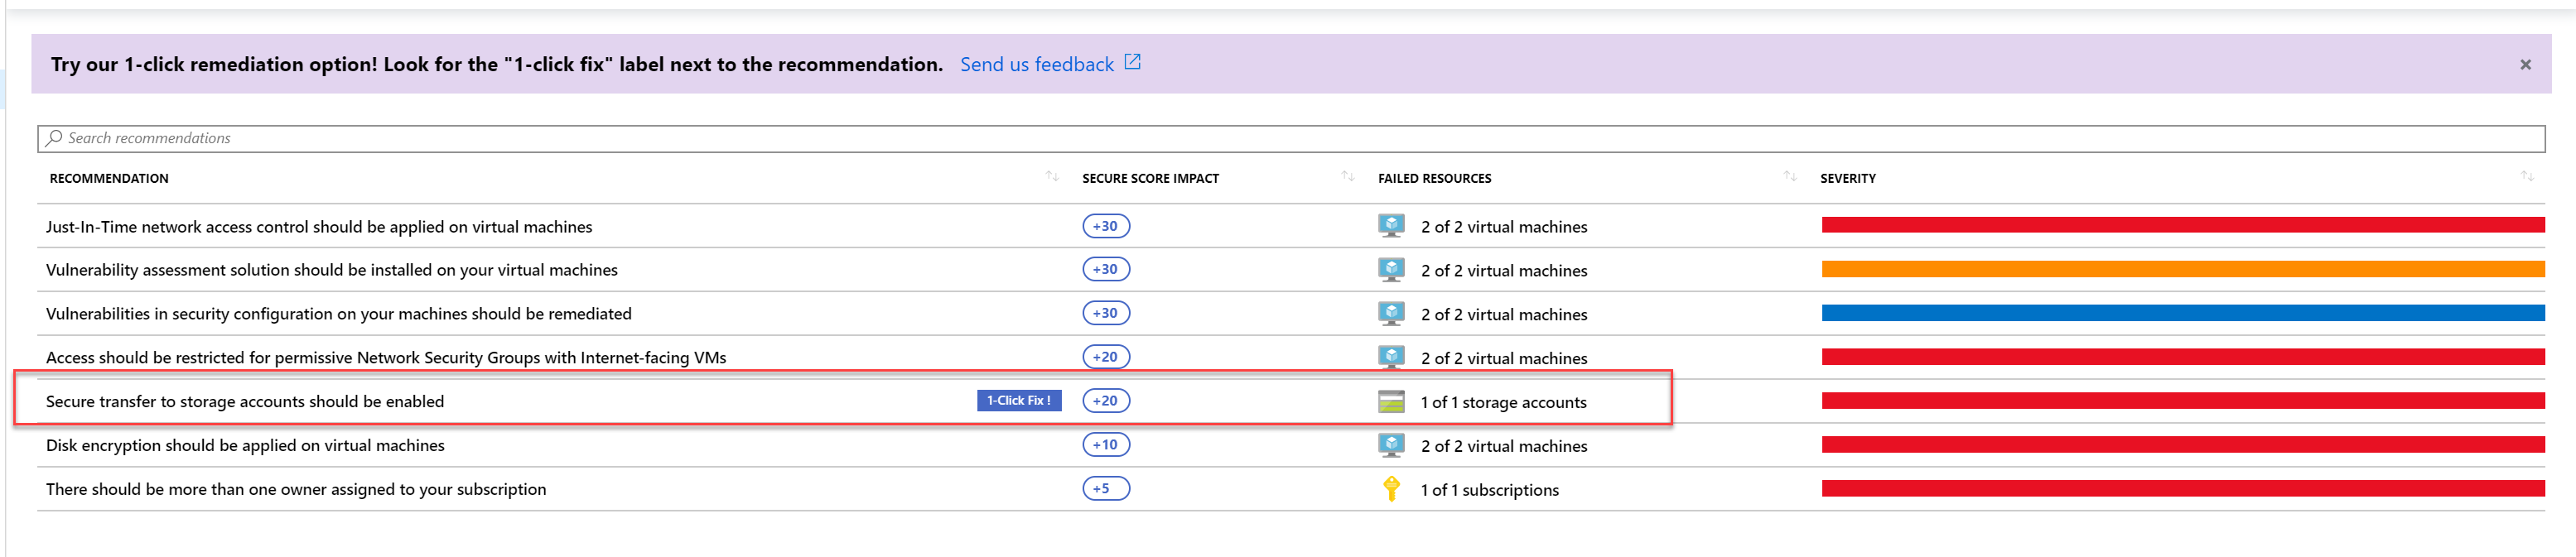 Try our 1-click remediation option! Look for the "1-click fix" label next to the recommendation. Send us feedback
Search recommendations
RECOMMENDATION SECURE SCORE IMPACT FAILED RESOURCES SEVERITY
Just-In-Time network access control should be applied on virtual machines +30 2 of 2 virtual machines
Vulnerability assessment solution should be installed on your virtual machines +30 2 of 2 virtual machines
Vulnerabilities in security configuration on your machines should be remediated +30 2 of 2 virtual machines
Access should be restricted for permissive Network Security Groups with Internet-facing VMs +20 2 of 2 virtual machines
Secure transfer to storage accounts should be enabled 1-Click Fix ! +20 1 of 1 storage accounts
Disk encryption should be applied on virtual machines +10 2 of 2 virtual machines
There should be more than one owner assigned to your subscription +5 1 of 1 subscriptions